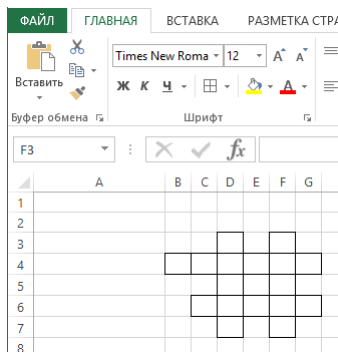 ФАЙЛ ГЛАВНАЯ ВСТАВКА РАЗМЕТКА СТРА
Times New Roma 12 А А
Вставить
Ж К Ч А
Буфер обмена Шрифт
F3 fx
A B C D E F G
1
2
3
4
5
6
7
8